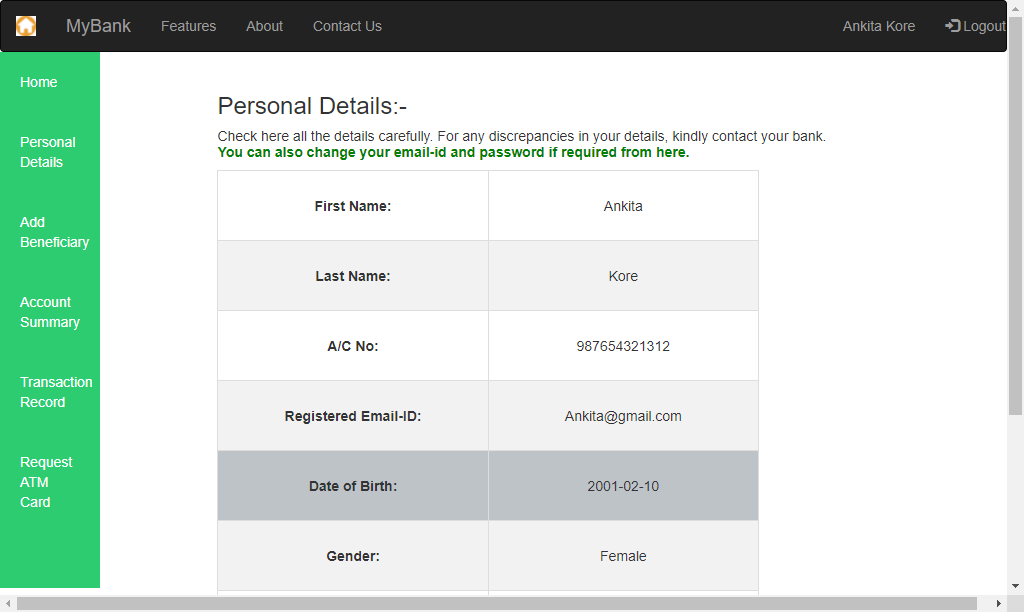 MyBank Features About Contact Us Ankita Kore Logout
Home
Personal
Details
Add
Beneficiary
Account
Summary
Transaction
Record
Request
ATM
Card
Personal Details:-
Check here all the details carefully. For any discrepancies in your details, kindly contact your bank.
You can also change your email-id and password if required from here.
First Name: Ankita
Last Name: Kore
A/C No: 987654321312
Registered Email-ID: Ankita@gmail.com
Date of Birth: 2001-02-10
Gender: Female